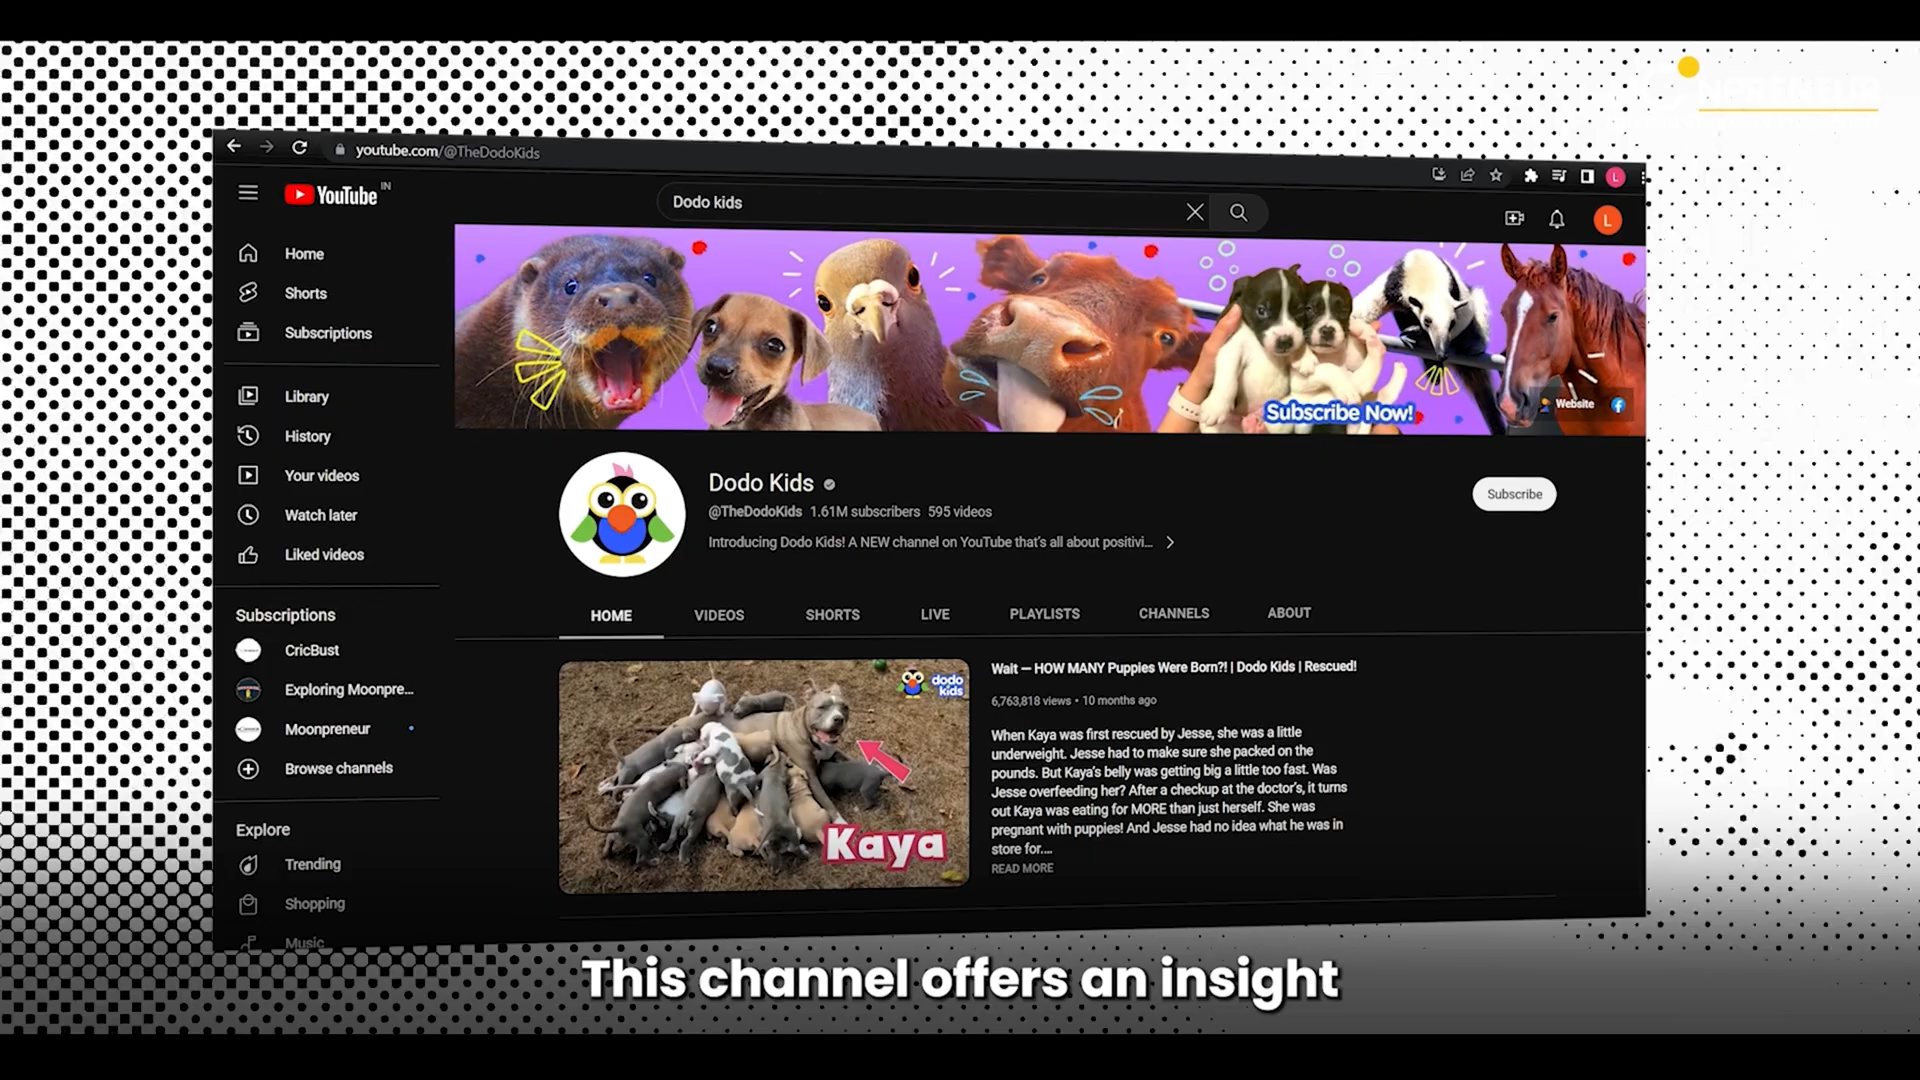 youtube.com/@TheDodoKids
YouTube IN
Dodo kids
L
L
Home
Shorts
Subscriptions
Library
History
Your videos
Watch later
Liked videos
Subscriptions
CricBust
Exploring Moonpre...
Moonpreneur
Browse channels
Explore
Trending
Shopping
Music
Subscribe Now!
Website
Dodo Kids
@TheDodoKids 1.61M subscribers 595 videos
Introducing Dodo Kids! A NEW channel on YouTube that's all about positivi...
Subscribe
HOME VIDEOS SHORTS LIVE PLAYLISTS CHANNELS ABOUT
dodo
kids
Kaya
Wait — HOW MANY Puppies Were Born?! | Dodo Kids | Rescued!
6,763,818 views • 10 months ago
When Kaya was first rescued by Jesse, she was a little
underweight. Jesse had to make sure she packed on the
pounds. But Kaya's belly was getting big a little too fast. Was
Jesse overfeeding her? After a checkup at the doctor's, it turns
out Kaya was eating for MORE than just herself. She was
pregnant with puppies! And Jesse had no idea what he was in
store for....
READ MORE
This channel offers an insight